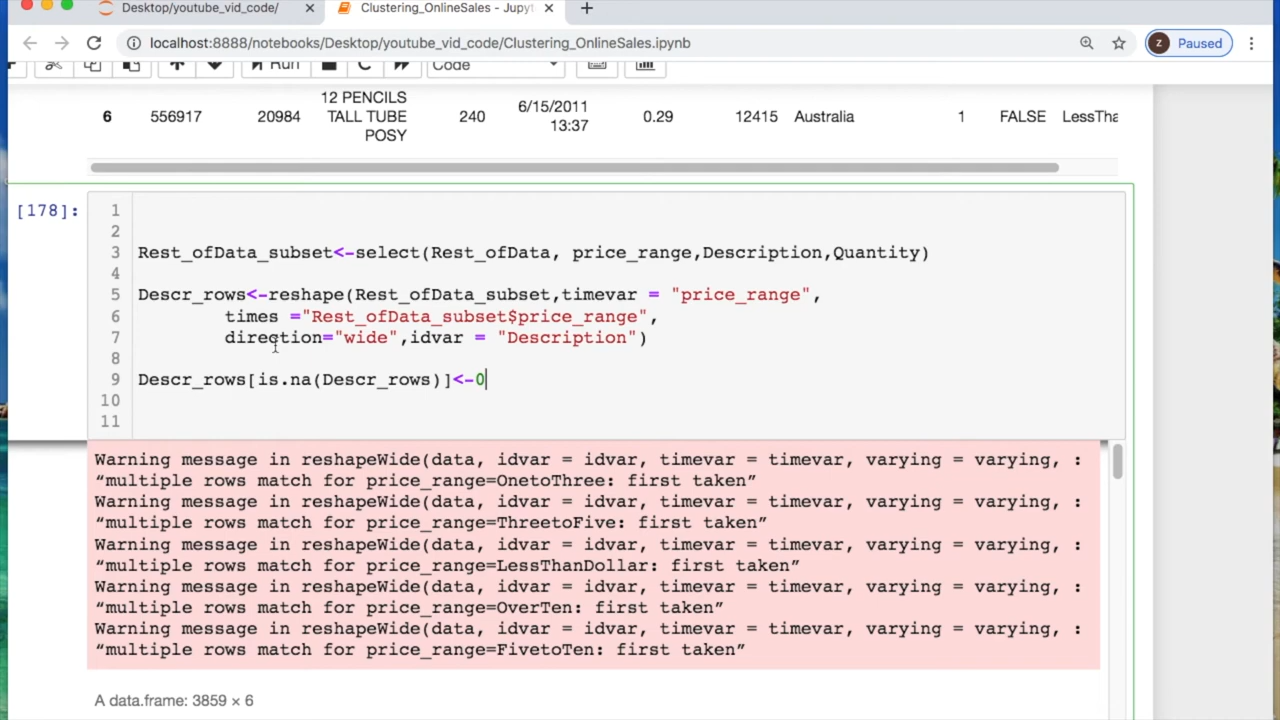 Desktop/youtube_vid_code/
Clustering_OnlineSales - Jupyt
localhost:8888/notebooks/Desktop/youtube_vid_code/Clustering_OnlineSales.ipynb
z Paused
Run
Code
6 556917 20984 12 PENCILS TALL TUBE POSY 240 6/15/2011 13:37 0.29 12415 Australia 1 FALSE LessTha
[178]:
1
2
3 Rest_ofData_subset<-select(Rest_ofData, price_range,Description,Quantity)
4
5 Descr_rows<-reshape(Rest_ofData_subset,timevar = "price_range",
6 times ="Rest_ofData_subset$price_range",
7 direction="wide",idvar = "Description")
8
9 Descr_rows[is.na(Descr_rows)]<-0
10
11
Warning message in reshapeWide(data, idvar = idvar, timevar = timevar, varying = varying, :
“multiple rows match for price_range=OnetoThree: first taken”
Warning message in reshapeWide(data, idvar = idvar, timevar = timevar, varying = varying, :
“multiple rows match for price_range=ThreetoFive: first taken”
Warning message in reshapeWide(data, idvar = idvar, timevar = timevar, varying = varying, :
“multiple rows match for price_range=LessThanDollar: first taken”
Warning message in reshapeWide(data, idvar = idvar, timevar = timevar, varying = varying, :
“multiple rows match for price_range=OverTen: first taken”
Warning message in reshapeWide(data, idvar = idvar, timevar = timevar, varying = varying, :
“multiple rows match for price_range=FivetoTen: first taken”
A data.frame: 3859 × 6